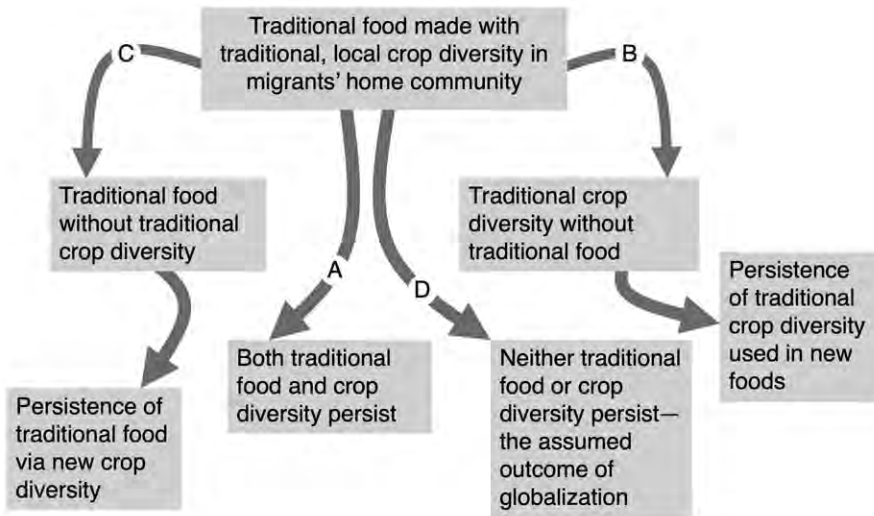 Traditional food made with
traditional, local crop diversity in
migrants' home community
C
B
Traditional food
without traditional
crop diversity
Traditional crop
diversity without
traditional food
A
D
Persistence
of traditional
crop diversity
used in new
foods
Both traditional
food and crop
diversity persist
Neither traditional
food or crop
diversity persist—
the assumed
outcome of
globalization
Persistence of
traditional food
via new crop
diversity